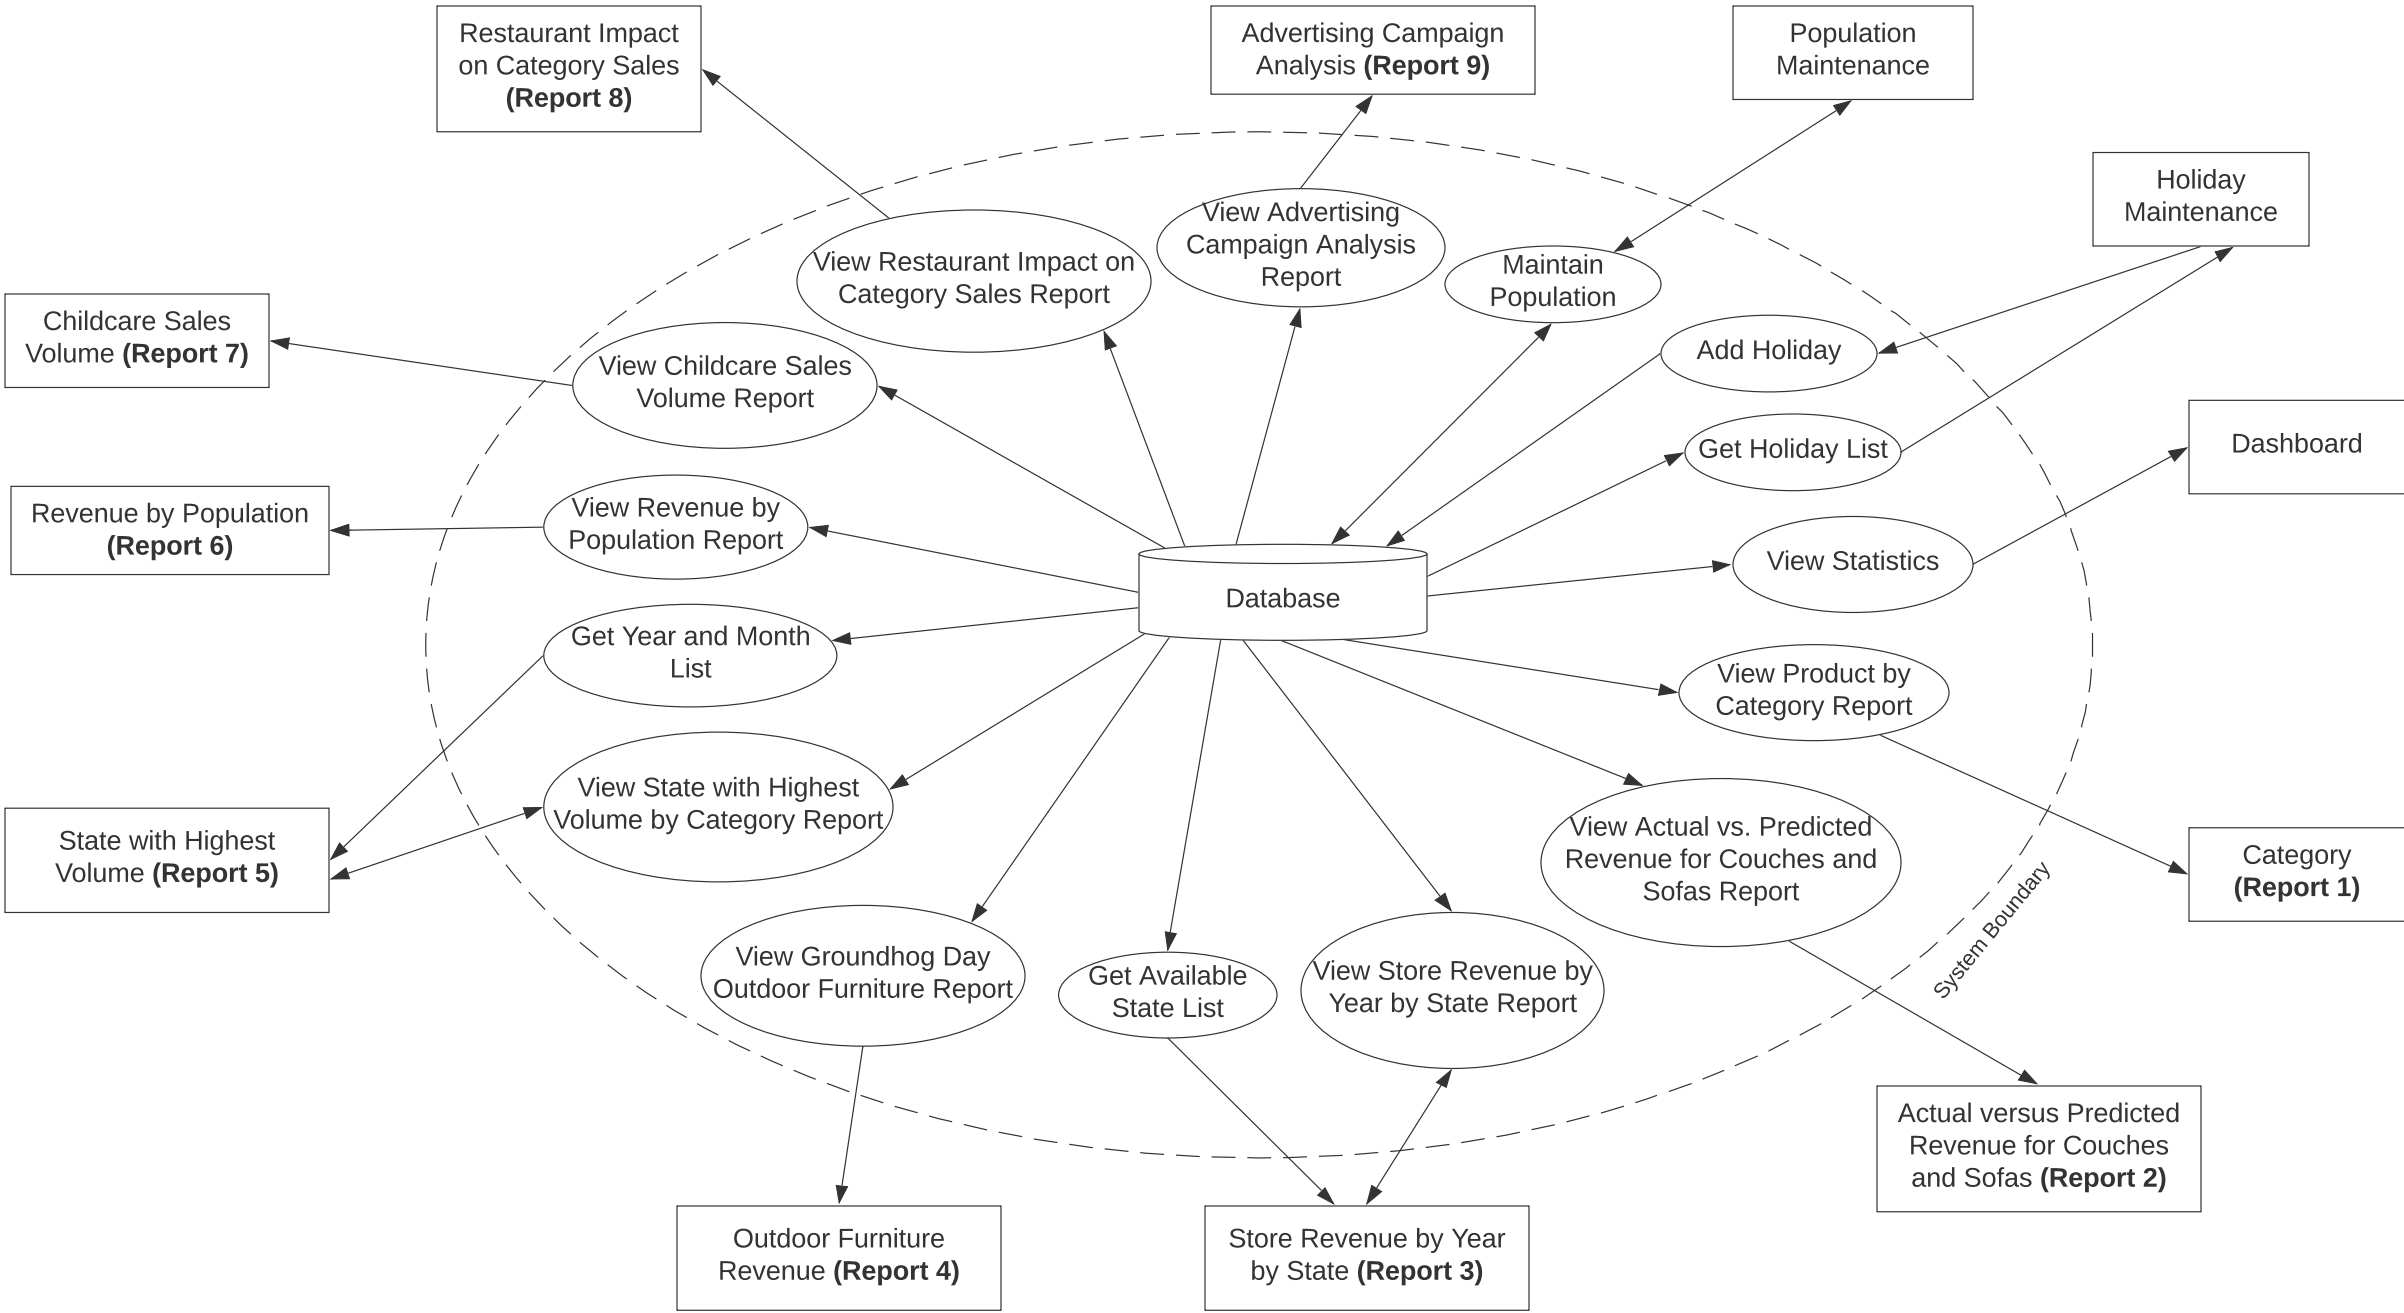 Restaurant Impact
on Category Sales
(Report 8)
Advertising Campaign
Analysis (Report 9)
Population
Maintenance
Holiday
Maintenance
View Advertising
Campaign Analysis
Report
View Restaurant Impact on
Category Sales Report
Maintain
Population
Childcare Sales
Volume (Report 7)
View Childcare Sales
Volume Report
Add Holiday
Get Holiday List
Dashboard
Revenue by Population
(Report 6)
View Revenue by
Population Report
View Statistics
Database
Get Year and Month
List
View Product by
Category Report
State with Highest
Volume (Report 5)
View State with Highest
Volume by Category Report
View Actual vs. Predicted
Revenue for Couches and
Sofas Report
Category
(Report 1)
System Boundary
View Groundhog Day
Outdoor Furniture Report
Get Available
State List
View Store Revenue by
Year by State Report
Actual versus Predicted
Revenue for Couches
and Sofas (Report 2)
Outdoor Furniture
Revenue (Report 4)
Store Revenue by Year
by State (Report 3)